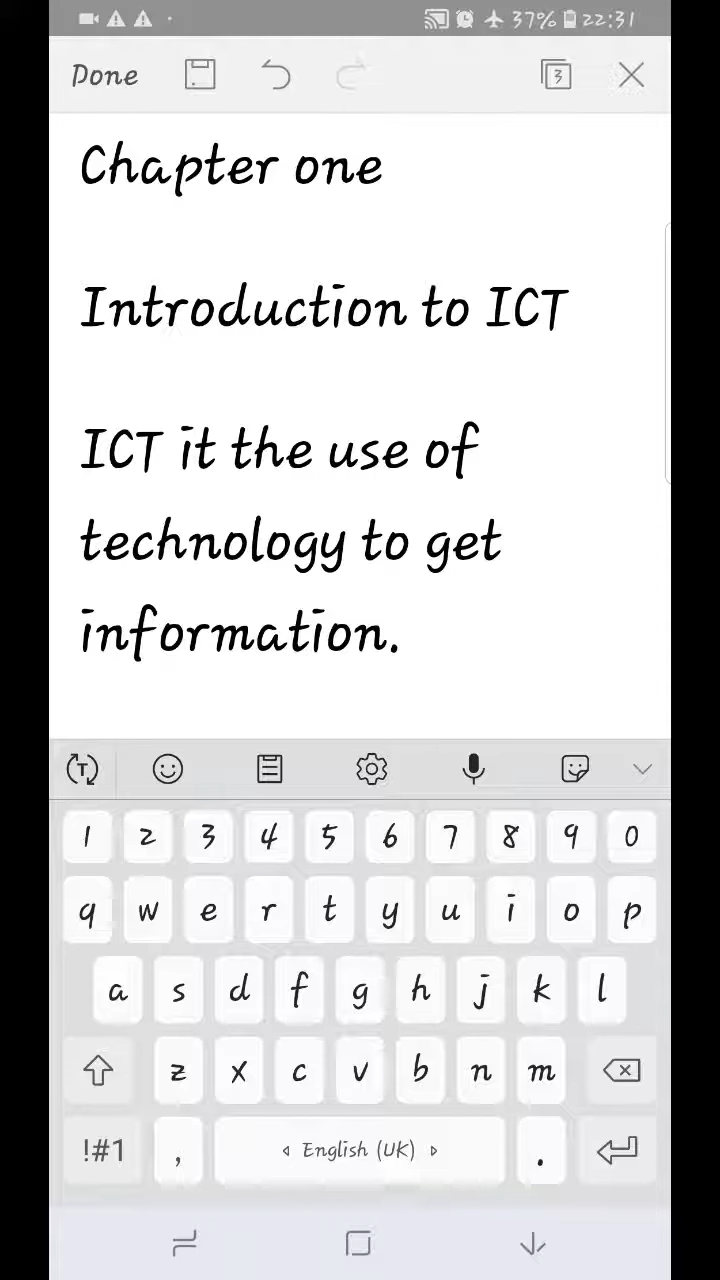 37% 22:31
Done 3
Chapter one
Introduction to ICT
ICT it the use of
technology to get
information.
T
1 2 3 4 5 6 7 8 9 0
q w e r t y u i o p
a s d f g h j k l
z x c v b n m
!#1 , English (UK) .